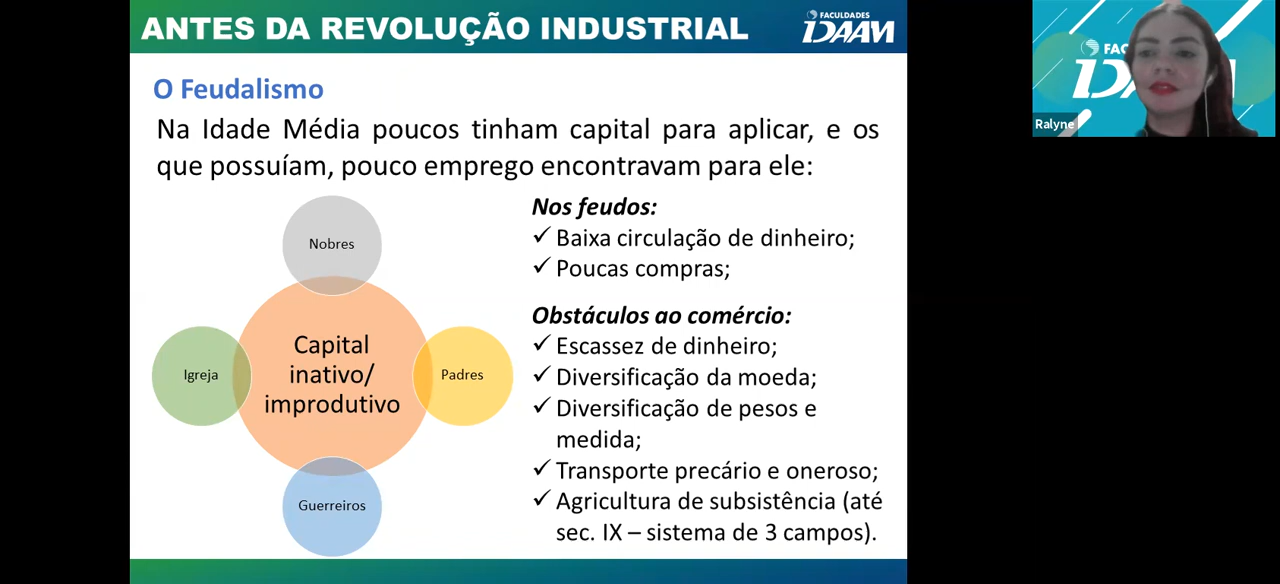 ANTES DA REVOLUÇÃO INDUSTRIAL
FACULDADES
IDAAM
O Feudalismo
Na Idade Média poucos tinham capital para aplicar, e os
que possuíam, pouco emprego encontravam para ele:
Nobres
Igreja
Capital
inativo/
improdutivo
Padres
Guerreiros
Nos feudos:
✓ Baixa circulação de dinheiro;
✓ Poucas compras;
Obstáculos ao comércio:
✓ Escassez de dinheiro;
✓ Diversificação da moeda;
✓ Diversificação de pesos e
medida;
✓ Transporte precário e oneroso;
✓ Agricultura de subsistência (até
sec. IX – sistema de 3 campos).
Ralyne